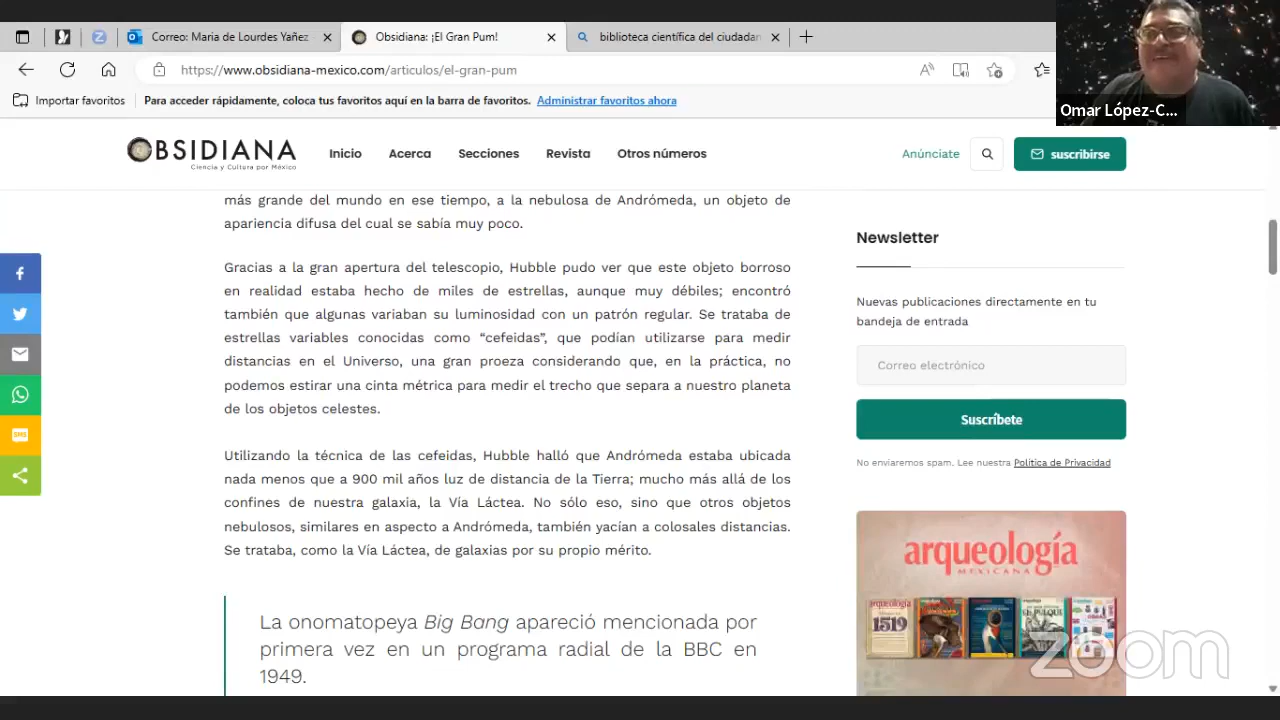 Correo: Maria de Lourdes Yañez
Obsidiana: ¡El Gran Pum!
biblioteca científica del ciudadan
https://www.obsidiana-mexico.com/articulos/el-gran-pum
Importar favoritos
Para acceder rápidamente, coloca tus favoritos aquí en la barra de favoritos. Administrar favoritos ahora
Omar López-C...
OBSIDIANA
Ciencia y Cultura por México
Inicio Acerca Secciones Revista Otros números
Anúnciate
suscribirse
más grande del mundo en ese tiempo, a la nebulosa de Andrómeda, un objeto de
apariencia difusa del cual se sabía muy poco.
Gracias a la gran apertura del telescopio, Hubble pudo ver que este objeto borroso
en realidad estaba hecho de miles de estrellas, aunque muy débiles; encontró
también que algunas variaban su luminosidad con un patrón regular. Se trataba de
estrellas variables conocidas como “cefeidas”, que podían utilizarse para medir
distancias en el Universo, una gran proeza considerando que, en la práctica, no
podemos estirar una cinta métrica para medir el trecho que separa a nuestro planeta
de los objetos celestes.
Utilizando la técnica de las cefeidas, Hubble halló que Andrómeda estaba ubicada
nada menos que a 900 mil años luz de distancia de la Tierra; mucho más allá de los
confines de nuestra galaxia, la Vía Láctea. No sólo eso, sino que otros objetos
nebulosos, similares en aspecto a Andrómeda, también yacían a colosales distancias.
Se trataba, como la Vía Láctea, de galaxias por su propio mérito.
La onomatopeya Big Bang apareció mencionada por
primera vez en un programa radial de la BBC en
1949.
SMS
Newsletter
Nuevas publicaciones directamente en tu
bandeja de entrada
Correo electrónico
Suscríbete
No enviaremos spam. Lee nuestra Política de Privacidad
arqueología
MEXICANA
1519
zoom